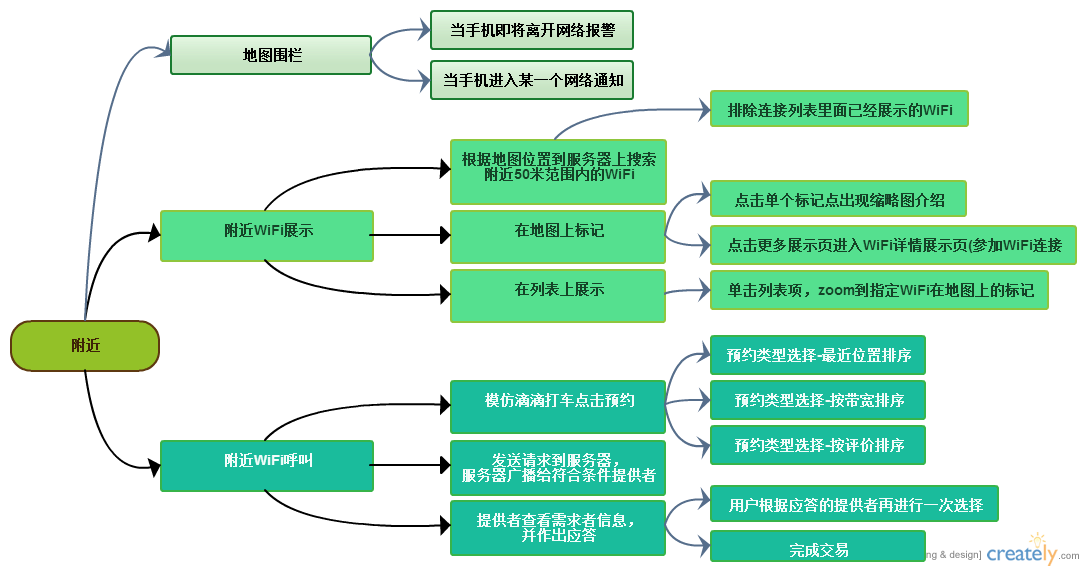 地图围栏
当手机即将离开网络报警
当手机进入某一个网络通知
附近
附近WiFi展示
根据地图位置到服务器上搜索
附近50米范围内的WiFi
排除连接列表里面已经展示的WiFi
在地图上标记
点击单个标记点出现缩略图介绍
点击更多展示页进入WiFi详情展示页(参加WiFi连接
在列表上展示
单击列表项，zoom到指定WiFi在地图上的标记
附近WiFi呼叫
模仿滴滴打车点击预约
预约类型选择-最近位置排序
预约类型选择-按带宽排序
预约类型选择-按评价排序
发送请求到服务器，
服务器广播给符合条件提供者
提供者查看需求者信息，
并作出应答
用户根据应答的提供者再进行一次选择
完成交易
ng & design]
creately.com